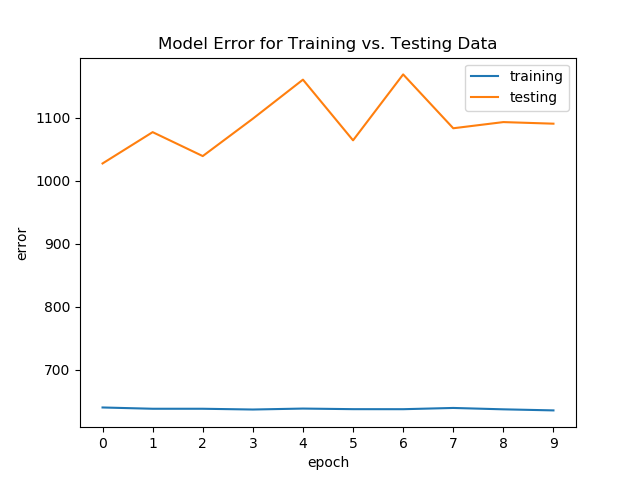 Model Error for Training vs. Testing Data
training
testing
1100
1000
900
800
700
error
0 1 2 3 4 5 6 7 8 9
epoch